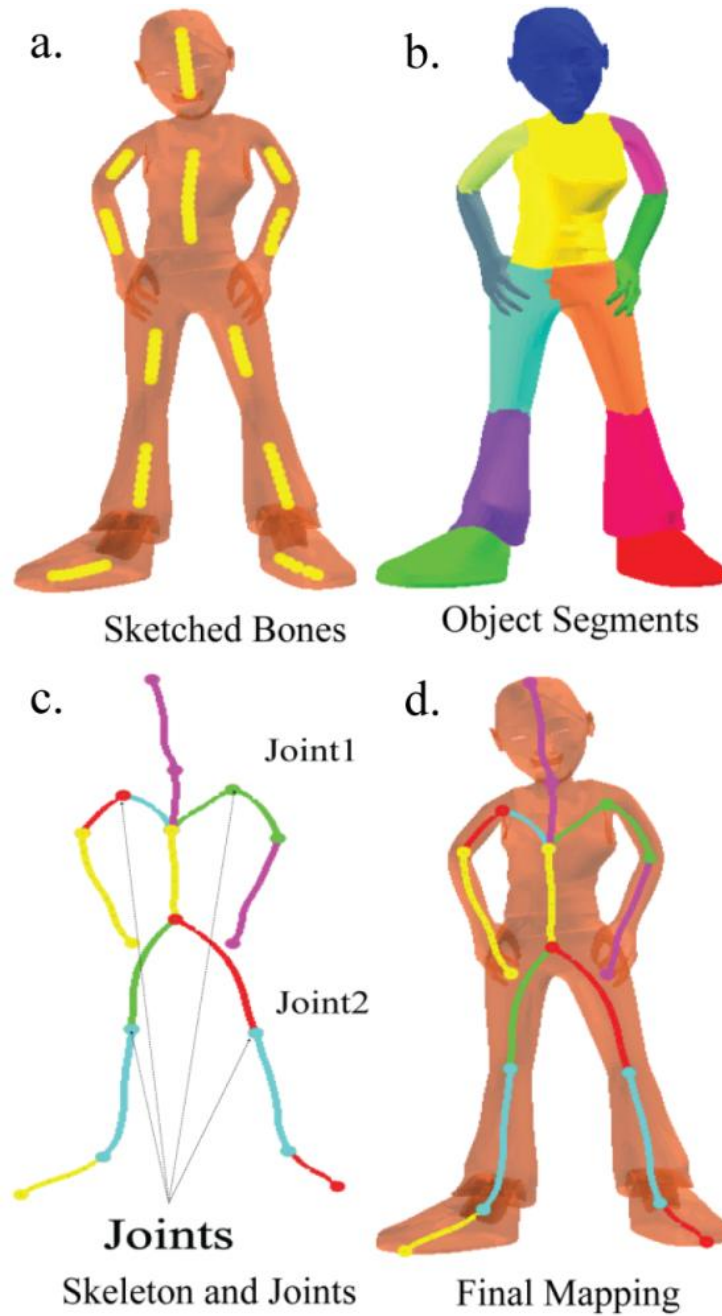 a.
b.
Sketched Bones
Object Segments
c.
d.
Joint1
Joint2
Joints
Skeleton and Joints
Final Mapping